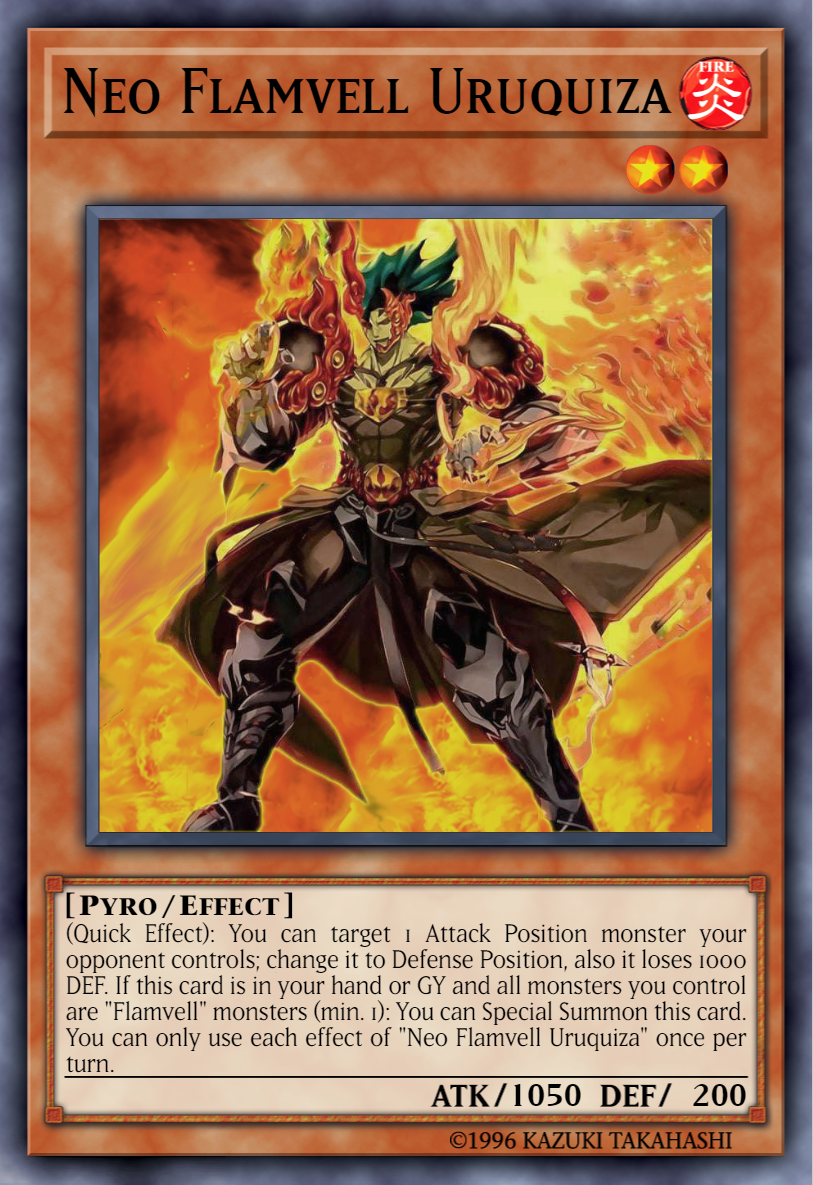 Neo Flamvell Uruquiza
FIRE
炎
[ Pyro / Effect ]
(Quick Effect): You can target 1 Attack Position monster your
opponent controls; change it to Defense Position, also it loses 1000
DEF. If this card is in your hand or GY and all monsters you control
are "Flamvell" monsters (min. 1): You can Special Summon this card.
You can only use each effect of "Neo Flamvell Uruquiza" once per
turn.
ATK/1050 DEF/ 200
©1996 KAZUKI TAKAHASHI